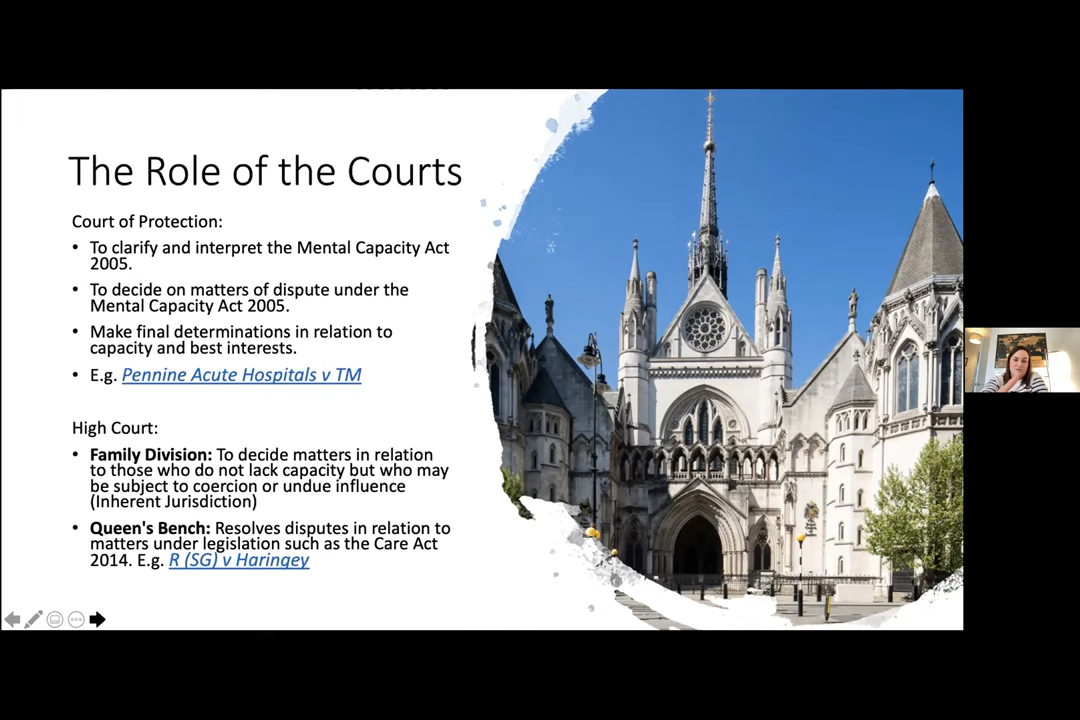 The Role of the Courts
Court of Protection:
• To clarify and interpret the Mental Capacity Act
2005.
• To decide on matters of dispute under the
Mental Capacity Act 2005.
• Make final determinations in relation to
capacity and best interests.
• E.g. Pennine Acute Hospitals v TM
High Court:
• Family Division: To decide matters in relation
to those who do not lack capacity but who may
be subject to coercion or undue influence
(Inherent Jurisdiction)
• Queen's Bench: Resolves disputes in relation to
matters under legislation such as the Care Act
2014. E.g. R (SG) v Haringey